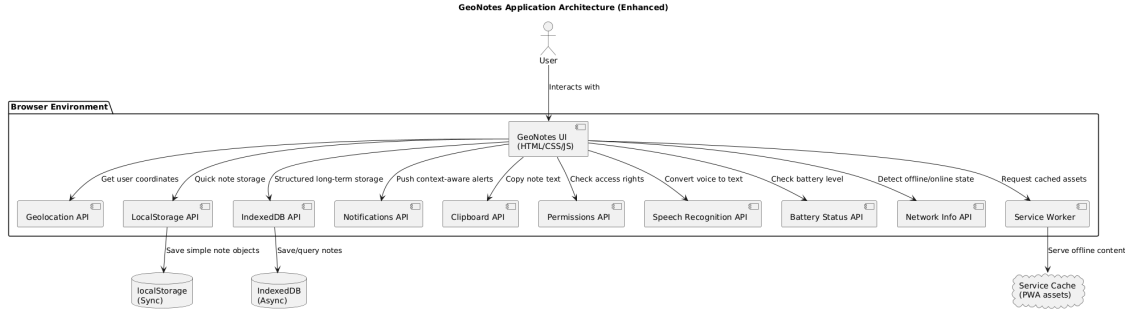 GeoNotes Application Architecture (Enhanced)
User
Interacts with
Browser Environment
GeoNotes UI
(HTML/CSS/JS)
Get user coordinates
Quick note storage
Structured long-term storage
Push context-aware alerts
Copy note text
Check access rights
Convert voice to text
Check battery level
Detect offline/online state
Request cached assets
Geolocation API
LocalStorage API
IndexedDB API
Notifications API
Clipboard API
Permissions API
Speech Recognition API
Battery Status API
Network Info API
Service Worker
Save simple note objects
Save/query notes
Serve offline content
localStorage
(Sync)
IndexedDB
(Async)
Service Cache
(PWA assets)